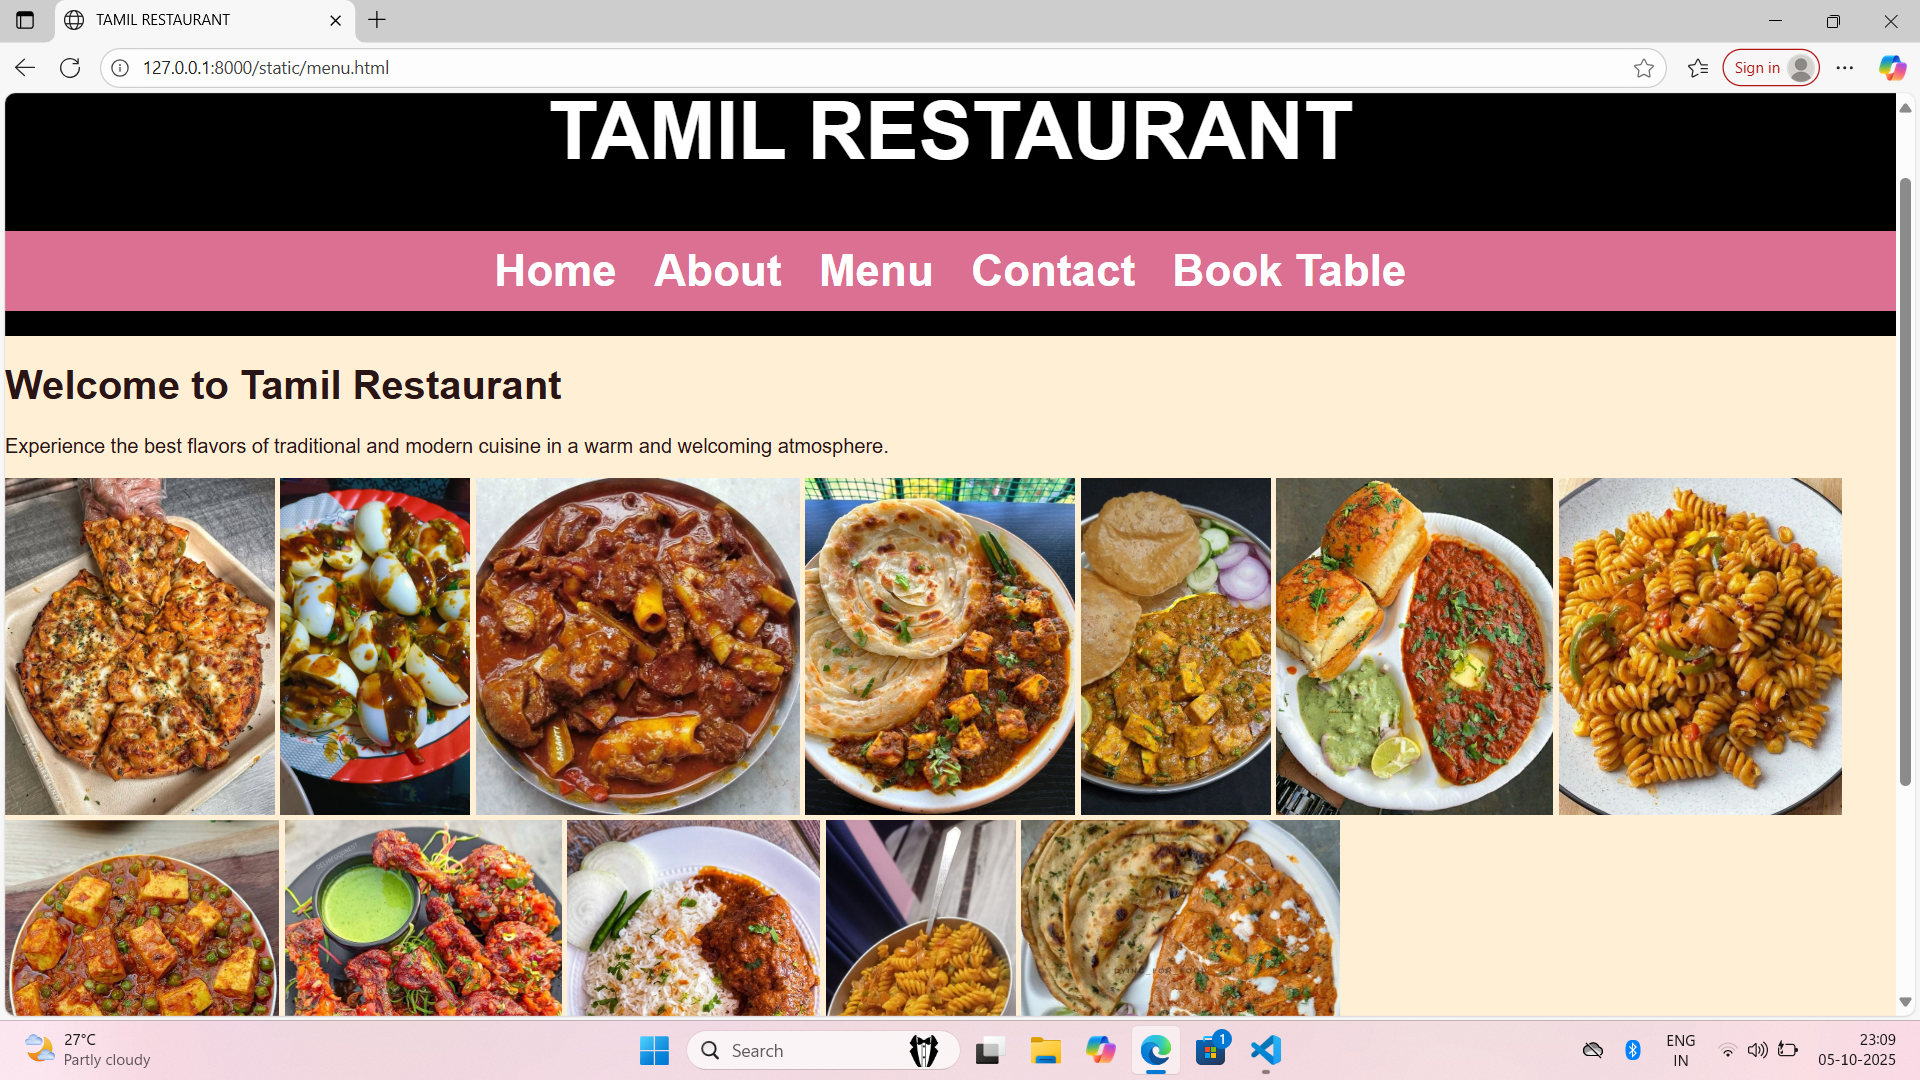 TAMIL RESTAURANT
127.0.0.1:8000/static/menu.html
Sign in
TAMIL RESTAURANT
Home About Menu Contact Book Table
Welcome to Tamil Restaurant
Experience the best flavors of traditional and modern cuisine in a warm and welcoming atmosphere.
27°C
Partly cloudy
Search
1
ENG
IN
23:09
05-10-2025